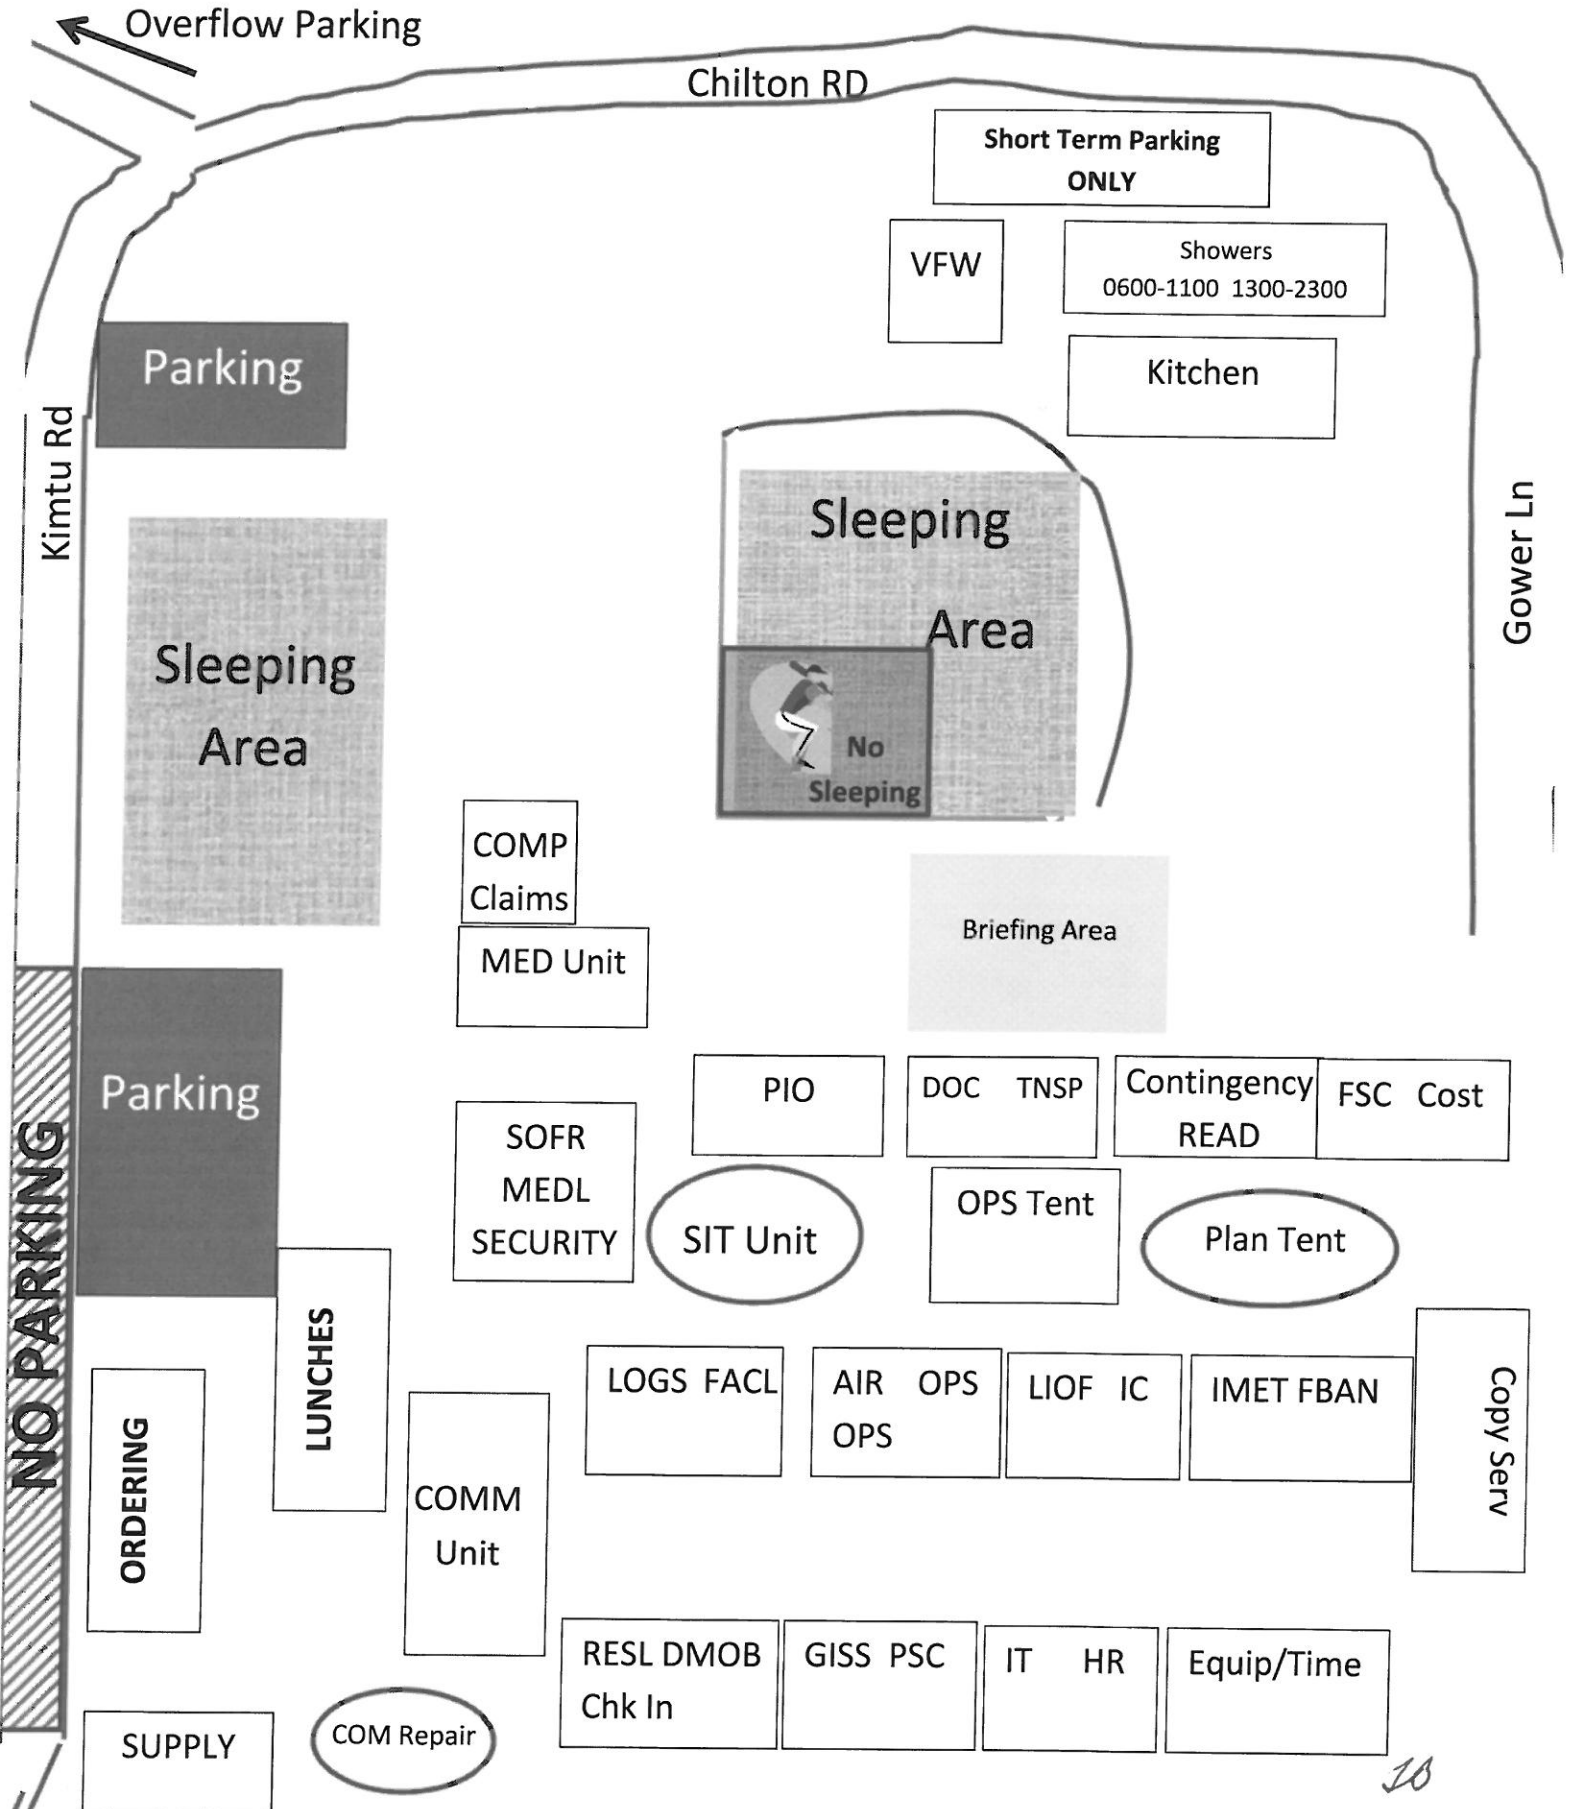 Overflow Parking
Chilton RD
Short Term Parking
ONLY
VFW
Showers
0600-1100 1300-2300
Kitchen
Parking
Kimtu Rd
Gower Ln
Sleeping
Area
Sleeping
Area
No
Sleeping
COMP
Claims
MED Unit
Briefing Area
Parking
NO PARKING
PIO
DOC TNSP
Contingency
READ
FSC Cost
SOFR
MEDL
SECURITY
SIT Unit
OPS Tent
Plan Tent
LUNCHES
ORDERING
COMM
Unit
LOGS FACL
AIR OPS
OPS
LIOF IC
IMET FBAN
Copy Serv
RESL DMOB
Chk In
GISS PSC
IT HR
Equip/Time
SUPPLY
COM Repair